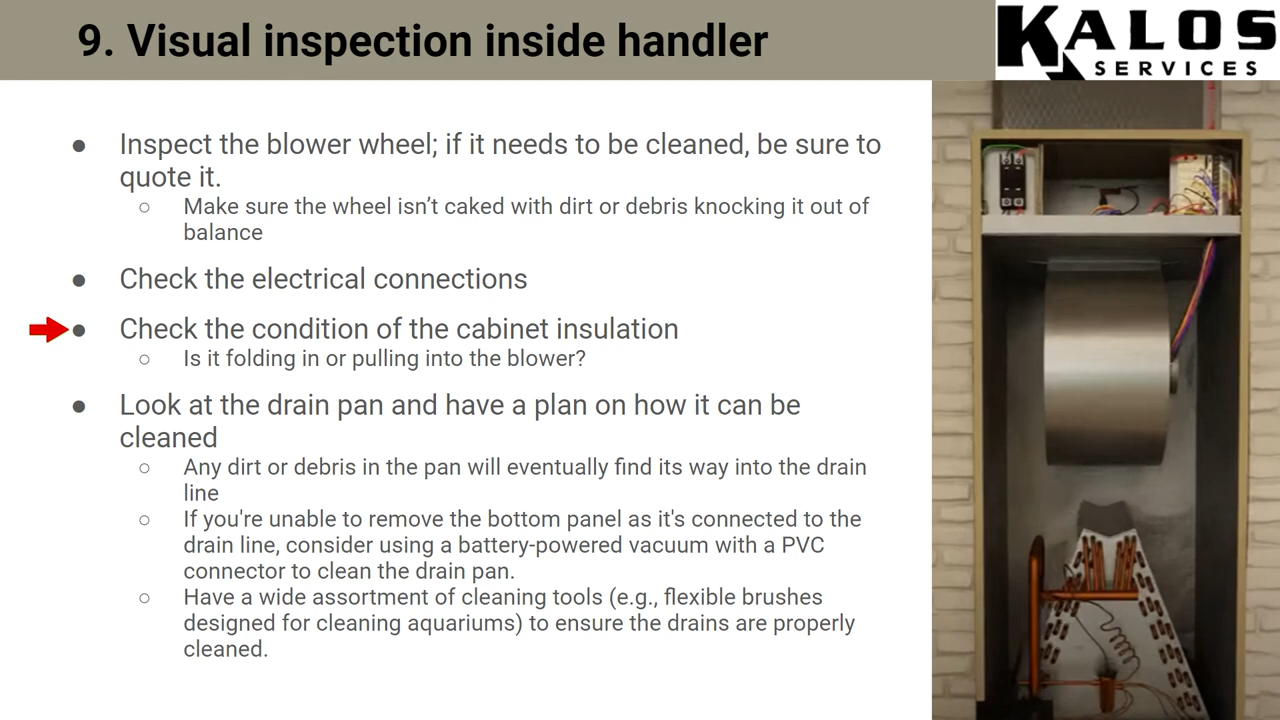 9. Visual inspection inside handler
KALOS
SERVICES
● Inspect the blower wheel; if it needs to be cleaned, be sure to
quote it.
○ Make sure the wheel isn’t caked with dirt or debris knocking it out of
balance
● Check the electrical connections
● Check the condition of the cabinet insulation
○ Is it folding in or pulling into the blower?
● Look at the drain pan and have a plan on how it can be
cleaned
○ Any dirt or debris in the pan will eventually find its way into the drain
line
○ If you're unable to remove the bottom panel as it's connected to the
drain line, consider using a battery-powered vacuum with a PVC
connector to clean the drain pan.
○ Have a wide assortment of cleaning tools (e.g., flexible brushes
designed for cleaning aquariums) to ensure the drains are properly
cleaned.